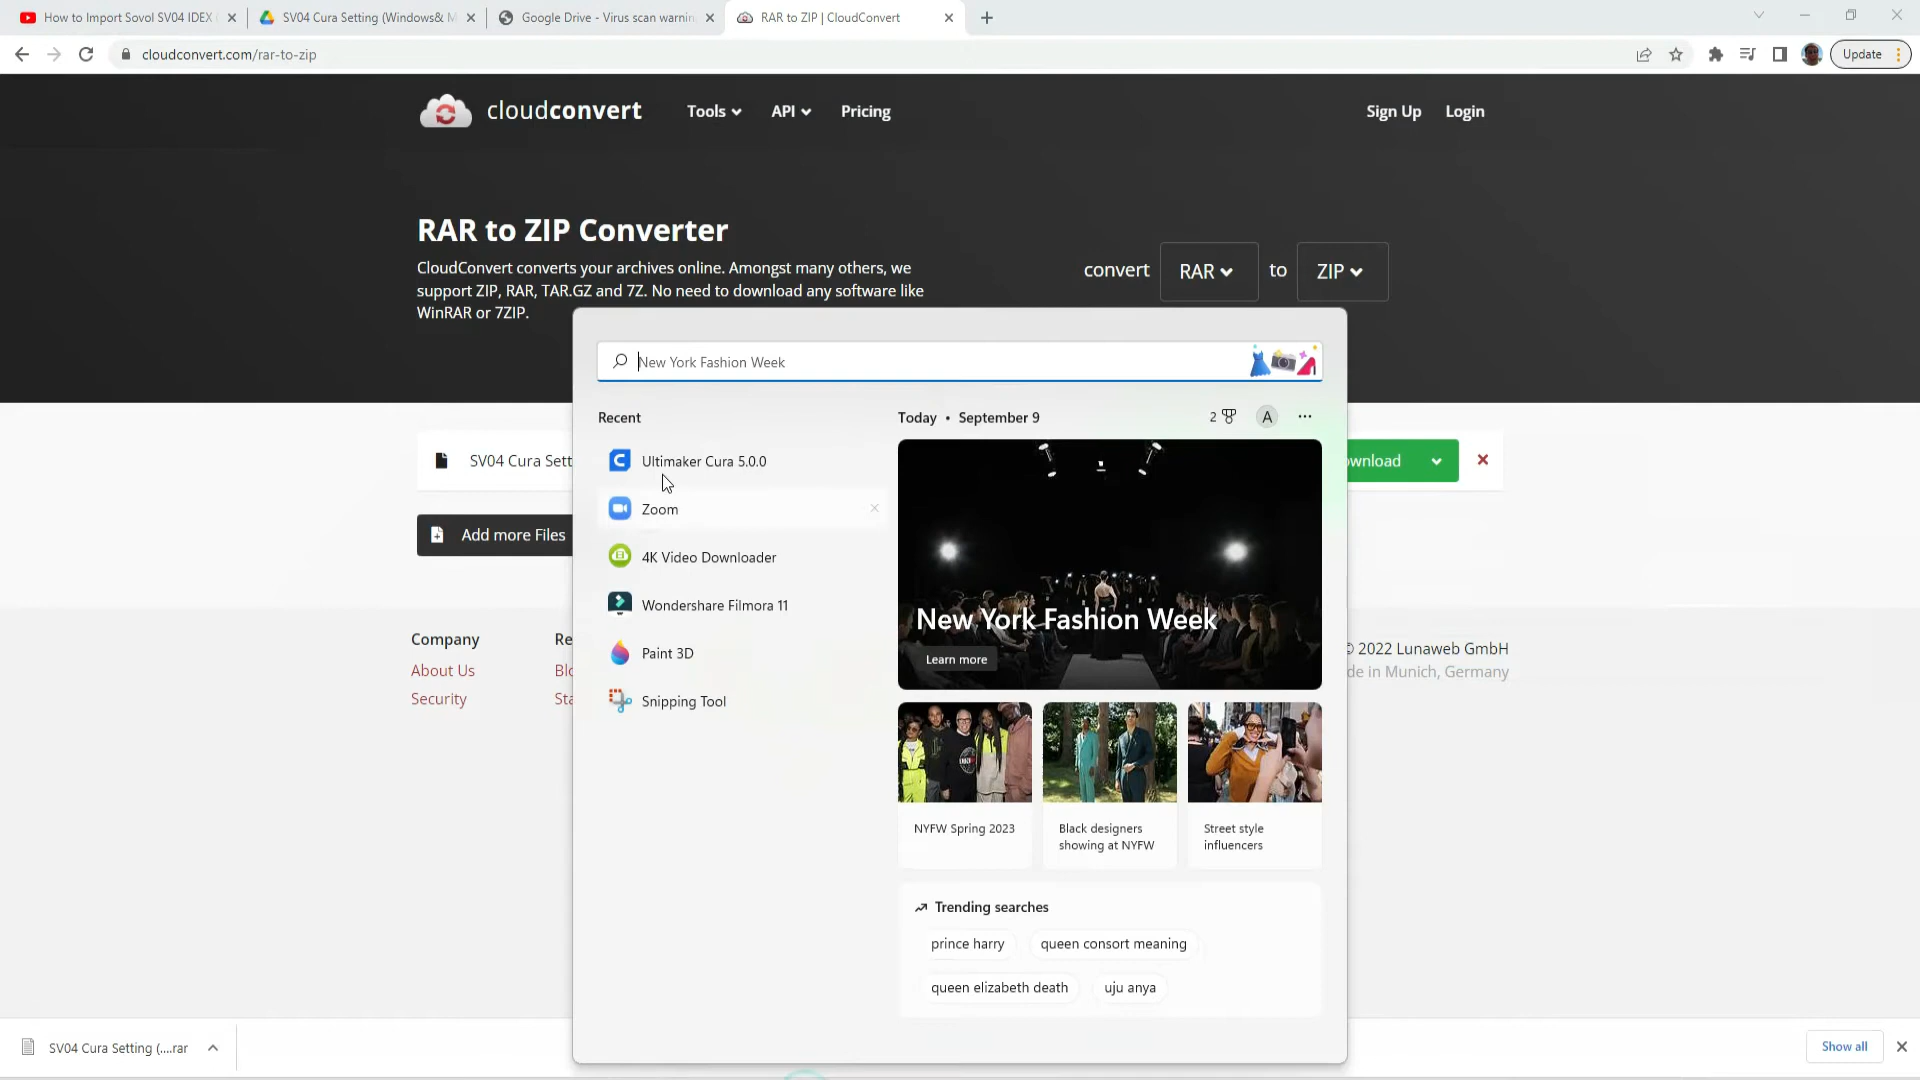 How to Import Sovol SV04 IDEX
SV04 Cura Setting (Windows& M
Google Drive - Virus scan warnin
RAR to ZIP | CloudConvert
cloudconvert.com/rar-to-zip
Update
cloudconvert
Tools
API
Pricing
Sign Up
Login
RAR to ZIP Converter
CloudConvert converts your archives online. Amongst many others, we
support ZIP, RAR, TAR.GZ and 7Z. No need to download any software like
WinRAR or 7ZIP.
convert
RAR
to
ZIP
New York Fashion Week
Recent
Today • September 9
2
A
Ultimaker Cura 5.0.0
Zoom
4K Video Downloader
Wondershare Filmora 11
Paint 3D
Snipping Tool
New York Fashion Week
Learn more
NYFW Spring 2023
Black designers
showing at NYFW
Street style
influencers
Trending searches
prince harry
queen consort meaning
queen elizabeth death
uju anya
SV04 Cura Sett
wnload
Add more Files
Company
Re
About Us
Blo
Security
Sta
© 2022 Lunaweb GmbH
de in Munich, Germany
SV04 Cura Setting (....rar
Show all